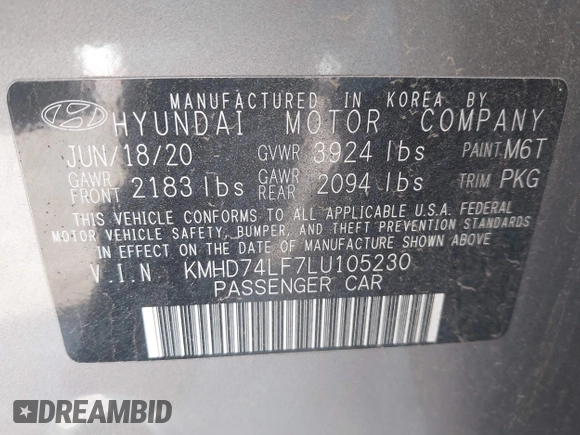 MANUFACTURED IN KOREA BY
HYUNDAI MOTOR COMPANY
JUN/18/20 GVWR 3924 lbs PAINT M6T
GAWR FRONT 2183 lbs GAWR REAR 2094 lbs TRIM PKG
THIS VEHICLE CONFORMS TO ALL APPLICABLE U.S.A. FEDERAL
MOTOR VEHICLE SAFETY, BUMPER, AND THEFT PREVENTION STANDARDS
IN EFFECT ON THE DATE OF MANUFACTURE SHOWN ABOVE.
V.I.N KMHD74LF7LU105230
PASSENGER CAR
DREAMBID